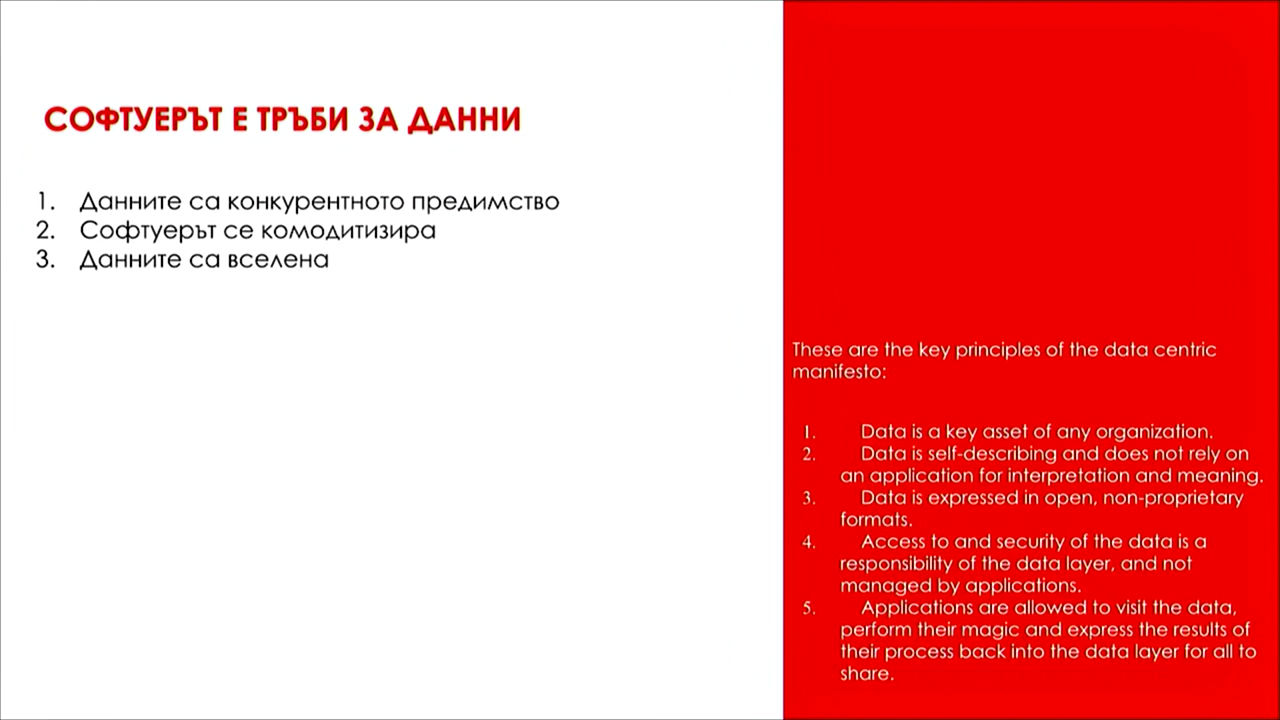 СОФТУЕРЪТ Е ТРЪБИ ЗА ДАННИ
1. Данните са конкурентното предимство
2. Софтуерът се комодитизира
3. Данните са вселена
These are the key principles of the data centric
manifesto:
1. Data is a key asset of any organization.
2. Data is self-describing and does not rely on
an application for interpretation and meaning.
3. Data is expressed in open, non-proprietary
formats.
4. Access to and security of the data is a
responsibility of the data layer, and not
managed by applications.
5. Applications are allowed to visit the data,
perform their magic and express the results of
their process back into the data layer for all to
share.